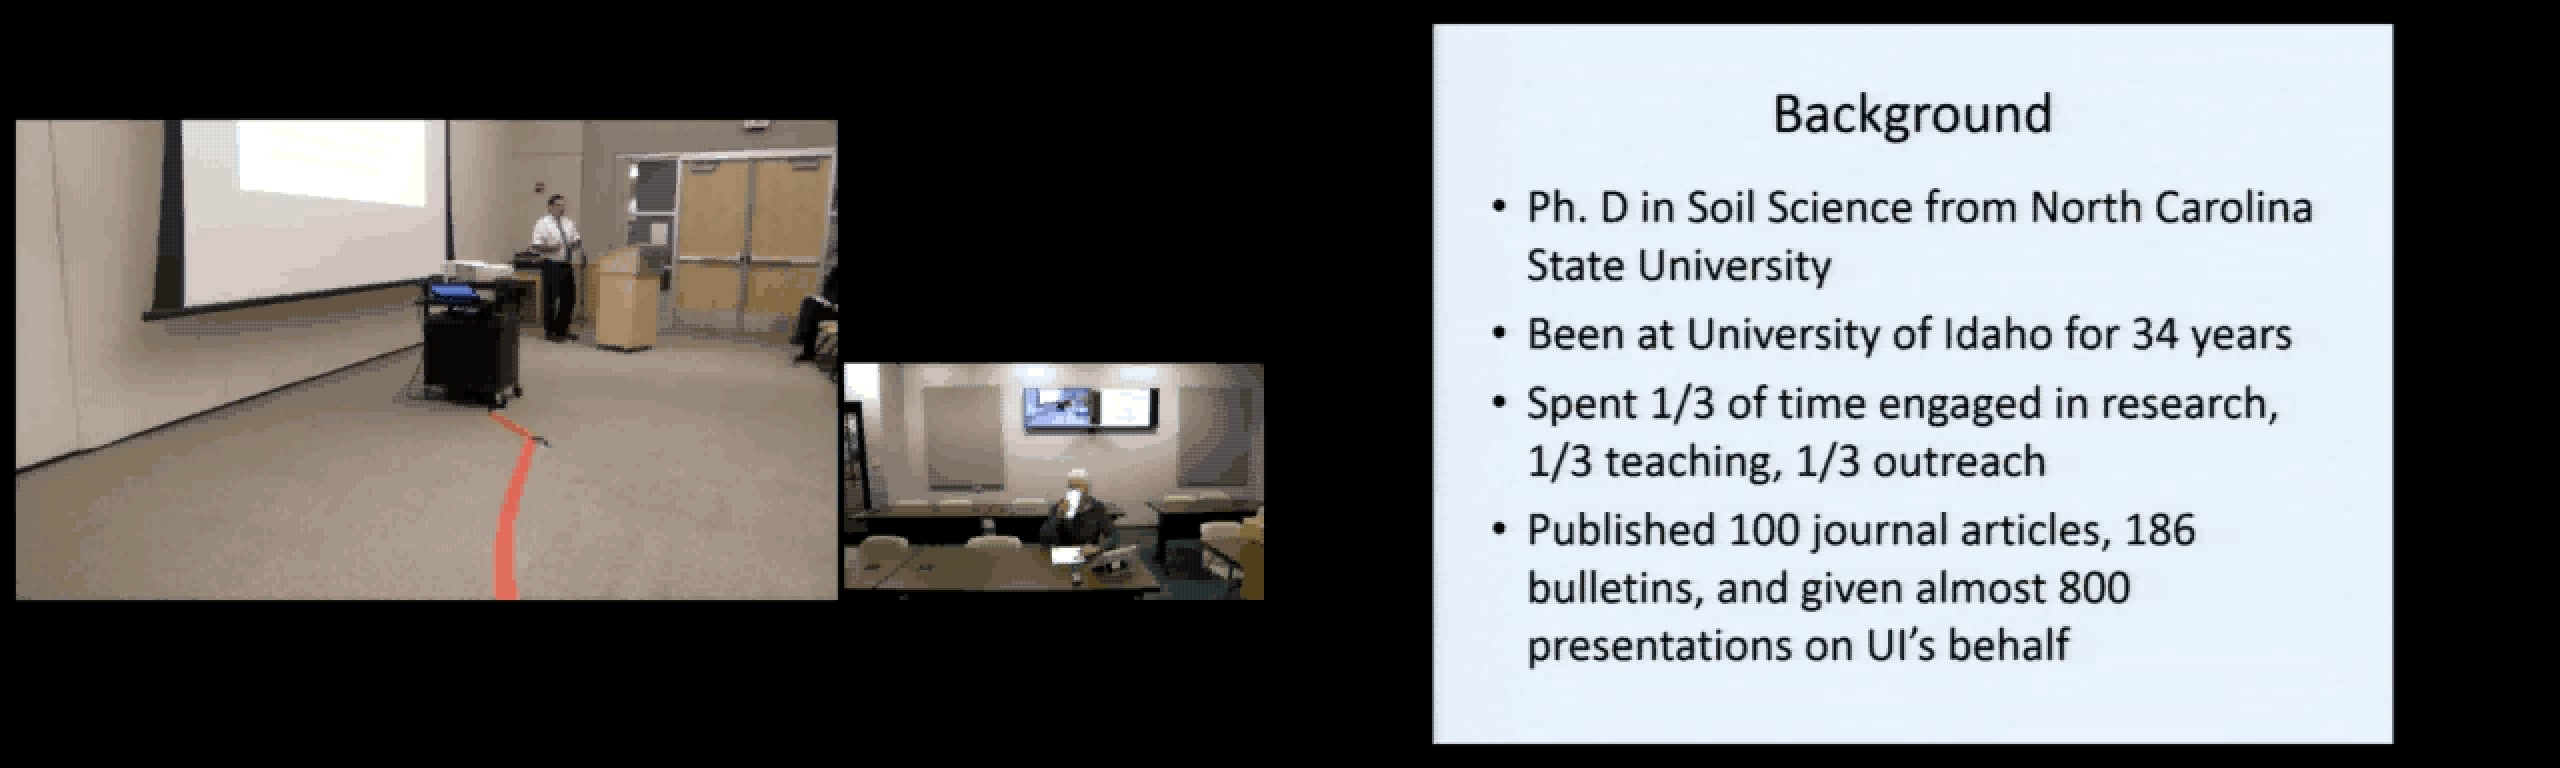 Background
• Ph. D in Soil Science from North Carolina
State University
• Been at University of Idaho for 34 years
• Spent 1/3 of time engaged in research,
1/3 teaching, 1/3 outreach
• Published 100 journal articles, 186
bulletins, and given almost 800
presentations on UI's behalf